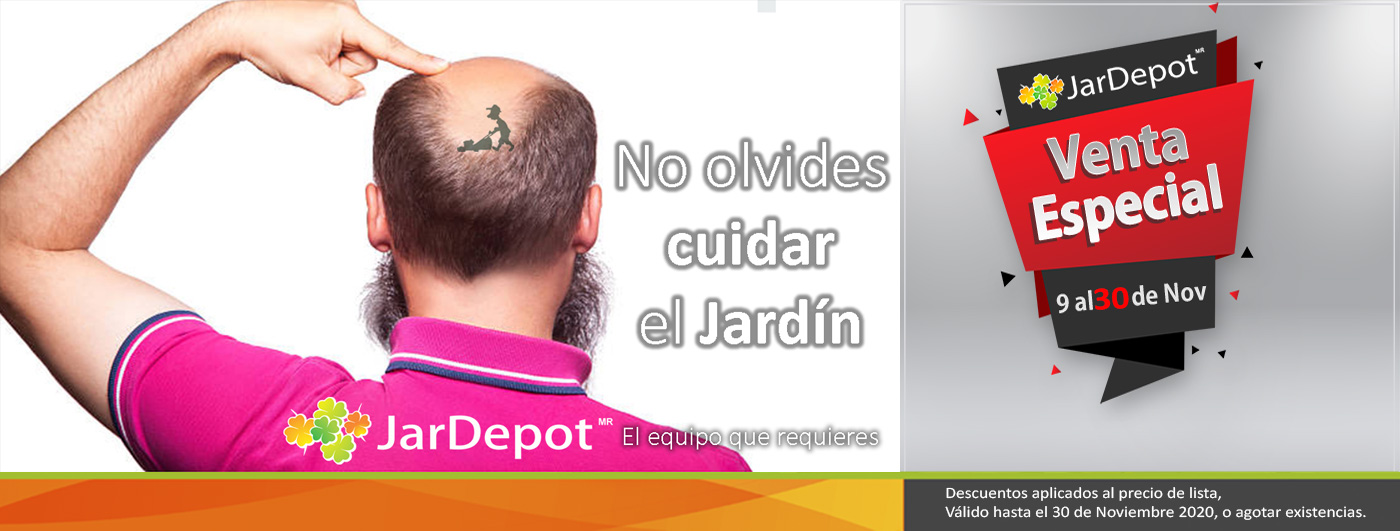 No olvides
cuidar
el Jardín
JarDepot MR El equipo que requieres
JarDepot MR
Venta
Especial
9 al 30 de Nov
Descuentos aplicados al precio de lista,
Válido hasta el 30 de Noviembre 2020, o agotar existencias.